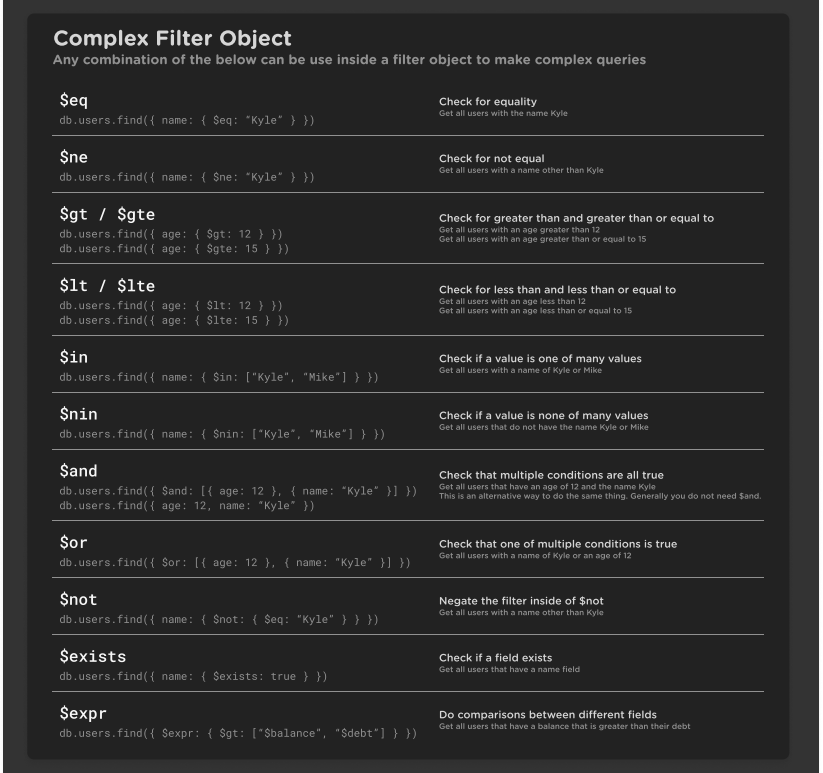 Complex Filter Object
Any combination of the below can be use inside a filter object to make complex queries
$eq
db.users.find({ name: { $eq: “Kyle” } })
Check for equality
Get all users with the name Kyle
$ne
db.users.find({ name: { $ne: “Kyle” } })
Check for not equal
Get all users with a name other than Kyle
$gt / $gte
db.users.find({ age: { $gt: 12 } })
db.users.find({ age: { $gte: 15 } })
Check for greater than and greater than or equal to
Get all users with an age greater than 12
Get all users with an age greater than or equal to 15
$lt / $lte
db.users.find({ age: { $lt: 12 } })
db.users.find({ age: { $lte: 15 } })
Check for less than and less than or equal to
Get all users with an age less than 12
Get all users with an age less than or equal to 15
$in
db.users.find({ name: { $in: [“Kyle”, “Mike”] } })
Check if a value is one of many values
Get all users with a name of Kyle or Mike
$nin
db.users.find({ name: { $nin: [“Kyle”, “Mike”] } })
Check if a value is none of many values
Get all users that do not have the name Kyle or Mike
$and
db.users.find({ $and: [{ age: 12 }, { name: “Kyle” }] })
db.users.find({ age: 12, name: “Kyle” })
Check that multiple conditions are all true
Get all users that have an age of 12 and the name Kyle
This is an alternative way to do the same thing. Generally you do not need $and.
$or
db.users.find({ $or: [{ age: 12 }, { name: “Kyle” }] })
Check that one of multiple conditions is true
Get all users with a name of Kyle or an age of 12
$not
db.users.find({ name: { $not: { $eq: “Kyle” } } })
Negate the filter inside of $not
Get all users with a name other than Kyle
$exists
db.users.find({ name: { $exists: true } })
Check if a field exists
Get all users that have a name field
$expr
db.users.find({ $expr: { $gt: [“$balance”, “$debt”] } })
Do comparisons between different fields
Get all users that have a balance that is greater than their debt